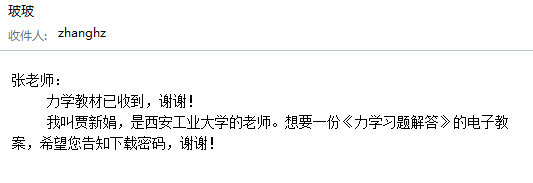 玻玻
收件人: zhanghz
张老师：
力学教材已收到，谢谢！
我叫贾新娟，是西安工业大学的老师。想要一份《力学习题解答》的电子教
案，希望您告知下载密码，谢谢！